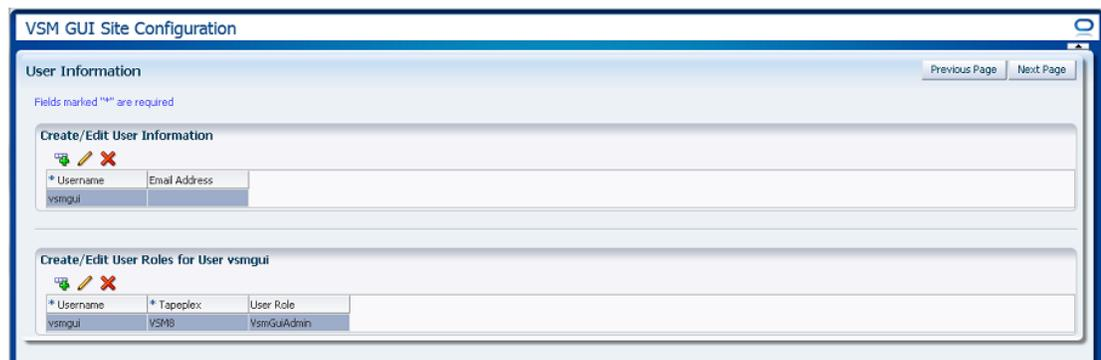 VSM GUI Site Configuration
User Information
Previous Page Next Page
Fields marked "*" are required
Create/Edit User Information
* Username Email Address
vsmgui
Create/Edit User Roles for User vsmgui
* Username * Tapeplex User Role
vsmgui VSM8 VsmGuiAdmin